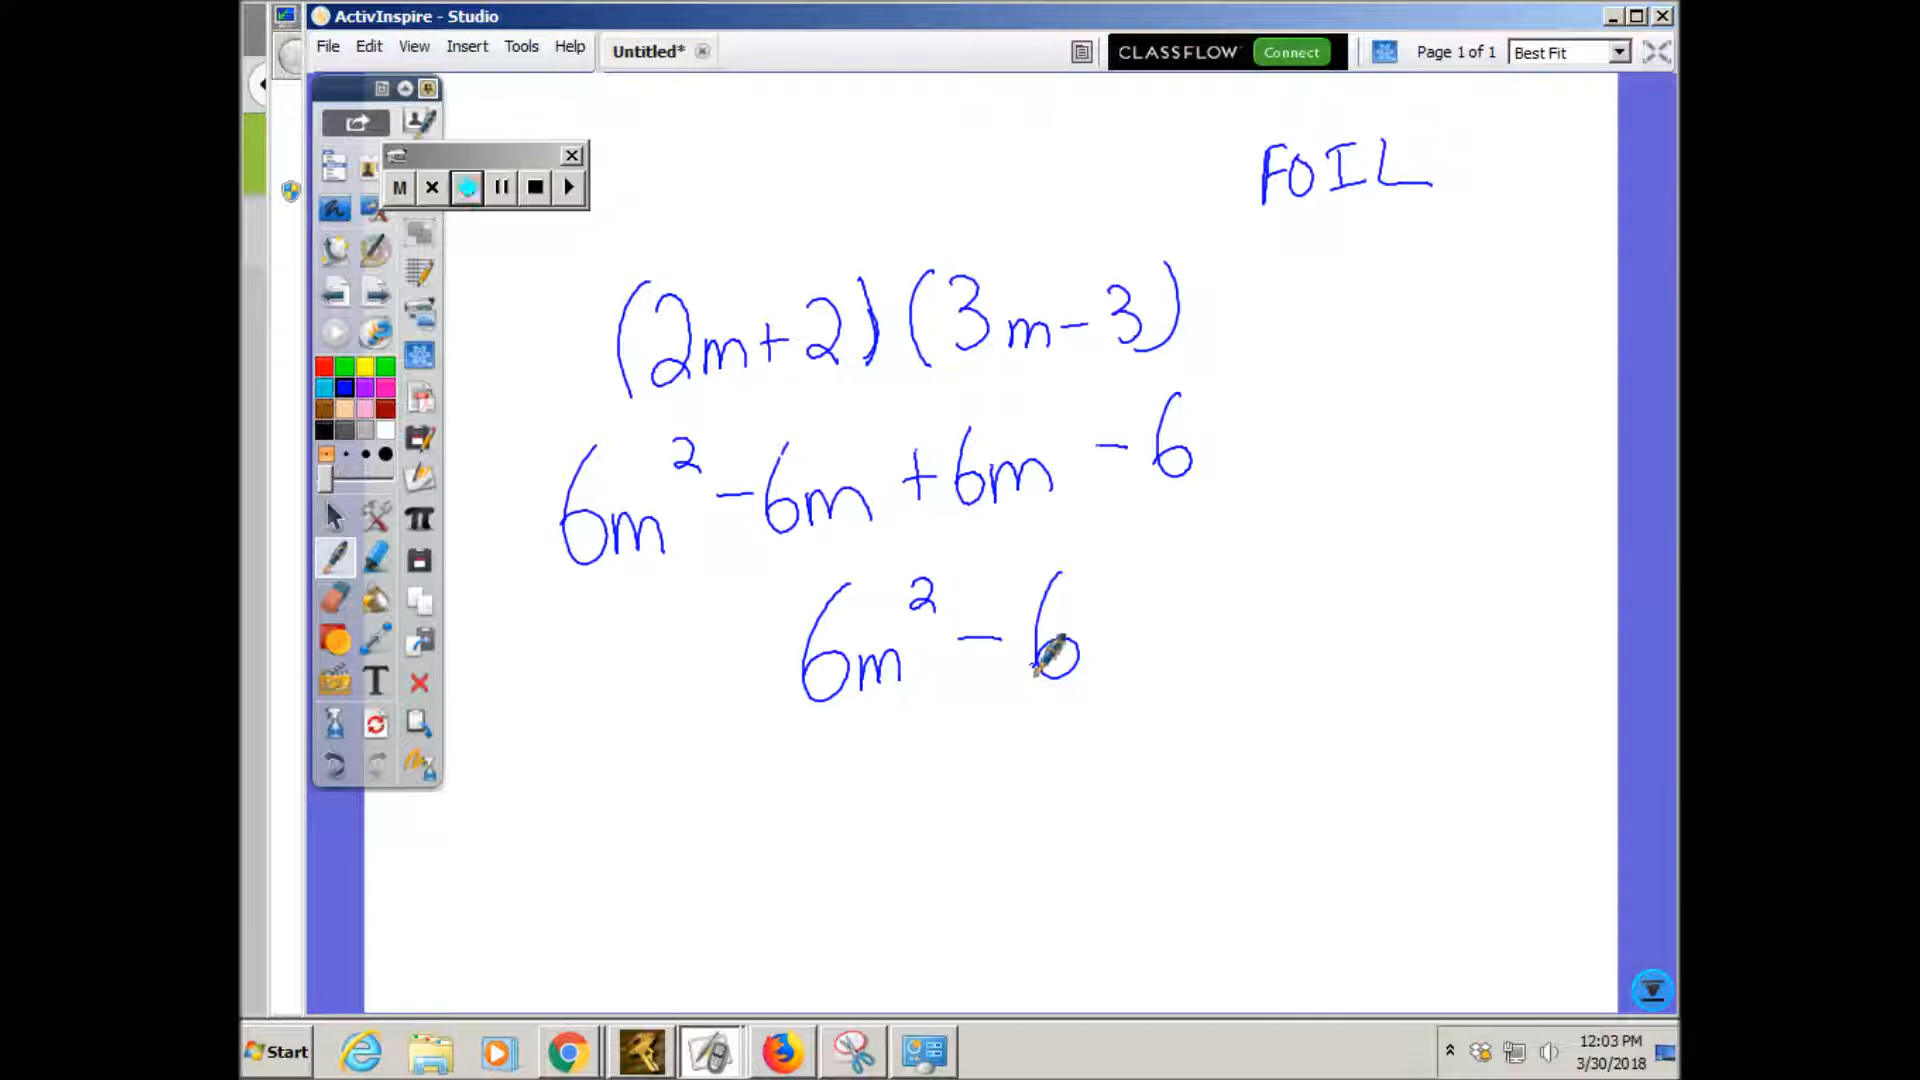 ActivInspire - Studio
File Edit View Insert Tools Help
Untitled*
CLASSFLOW Connect
Page 1 of 1
Best Fit
M
FOIL
(2m+2)(3m-3)
6m² -6m +6m -6
6m² - 6
π
T
Start
12:03 PM
3/30/2018